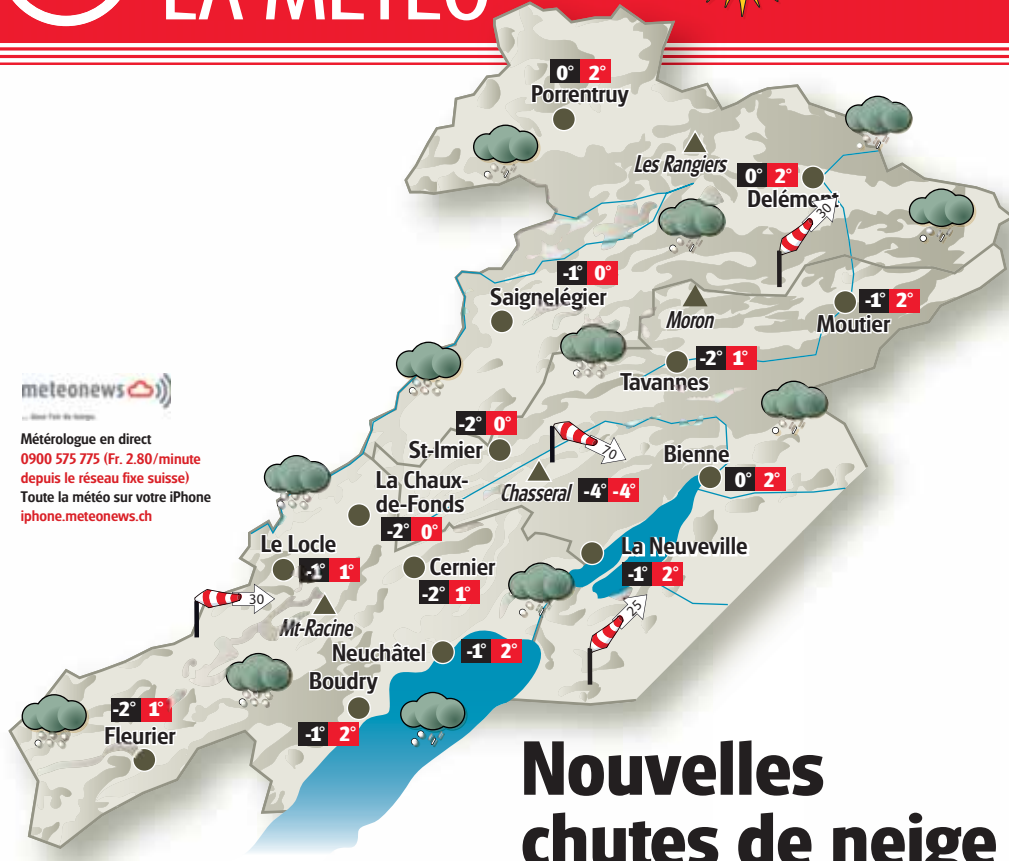 LA METEO
0° 2°
Porrentruy
Les Rangiers
0° 2°
Delémont
30
-1° 0°
Saignelégier
Moron
-1° 2°
Moutier
-2° 1°
Tavannes
meteonews
Métérologue en direct
0900 575 775 (Fr. 2.80/minute
depuis le réseau fixe suisse)
Toute la météo sur votre iPhone
iphone.meteonews.ch
-2° 0°
St-Imier
70
Chasseral -4° -4°
Bienne
0° 2°
La Chaux-
de-Fonds
-2° 0°
Le Locle
-1° 1°
Cernier
-2° 1°
La Neuveville
-1° 2°
30
Mt-Racine
25
Neuchâtel -1° 2°
Boudry
-1° 2°
-2° 1°
Fleurier
Nouvelles
chutes de neige